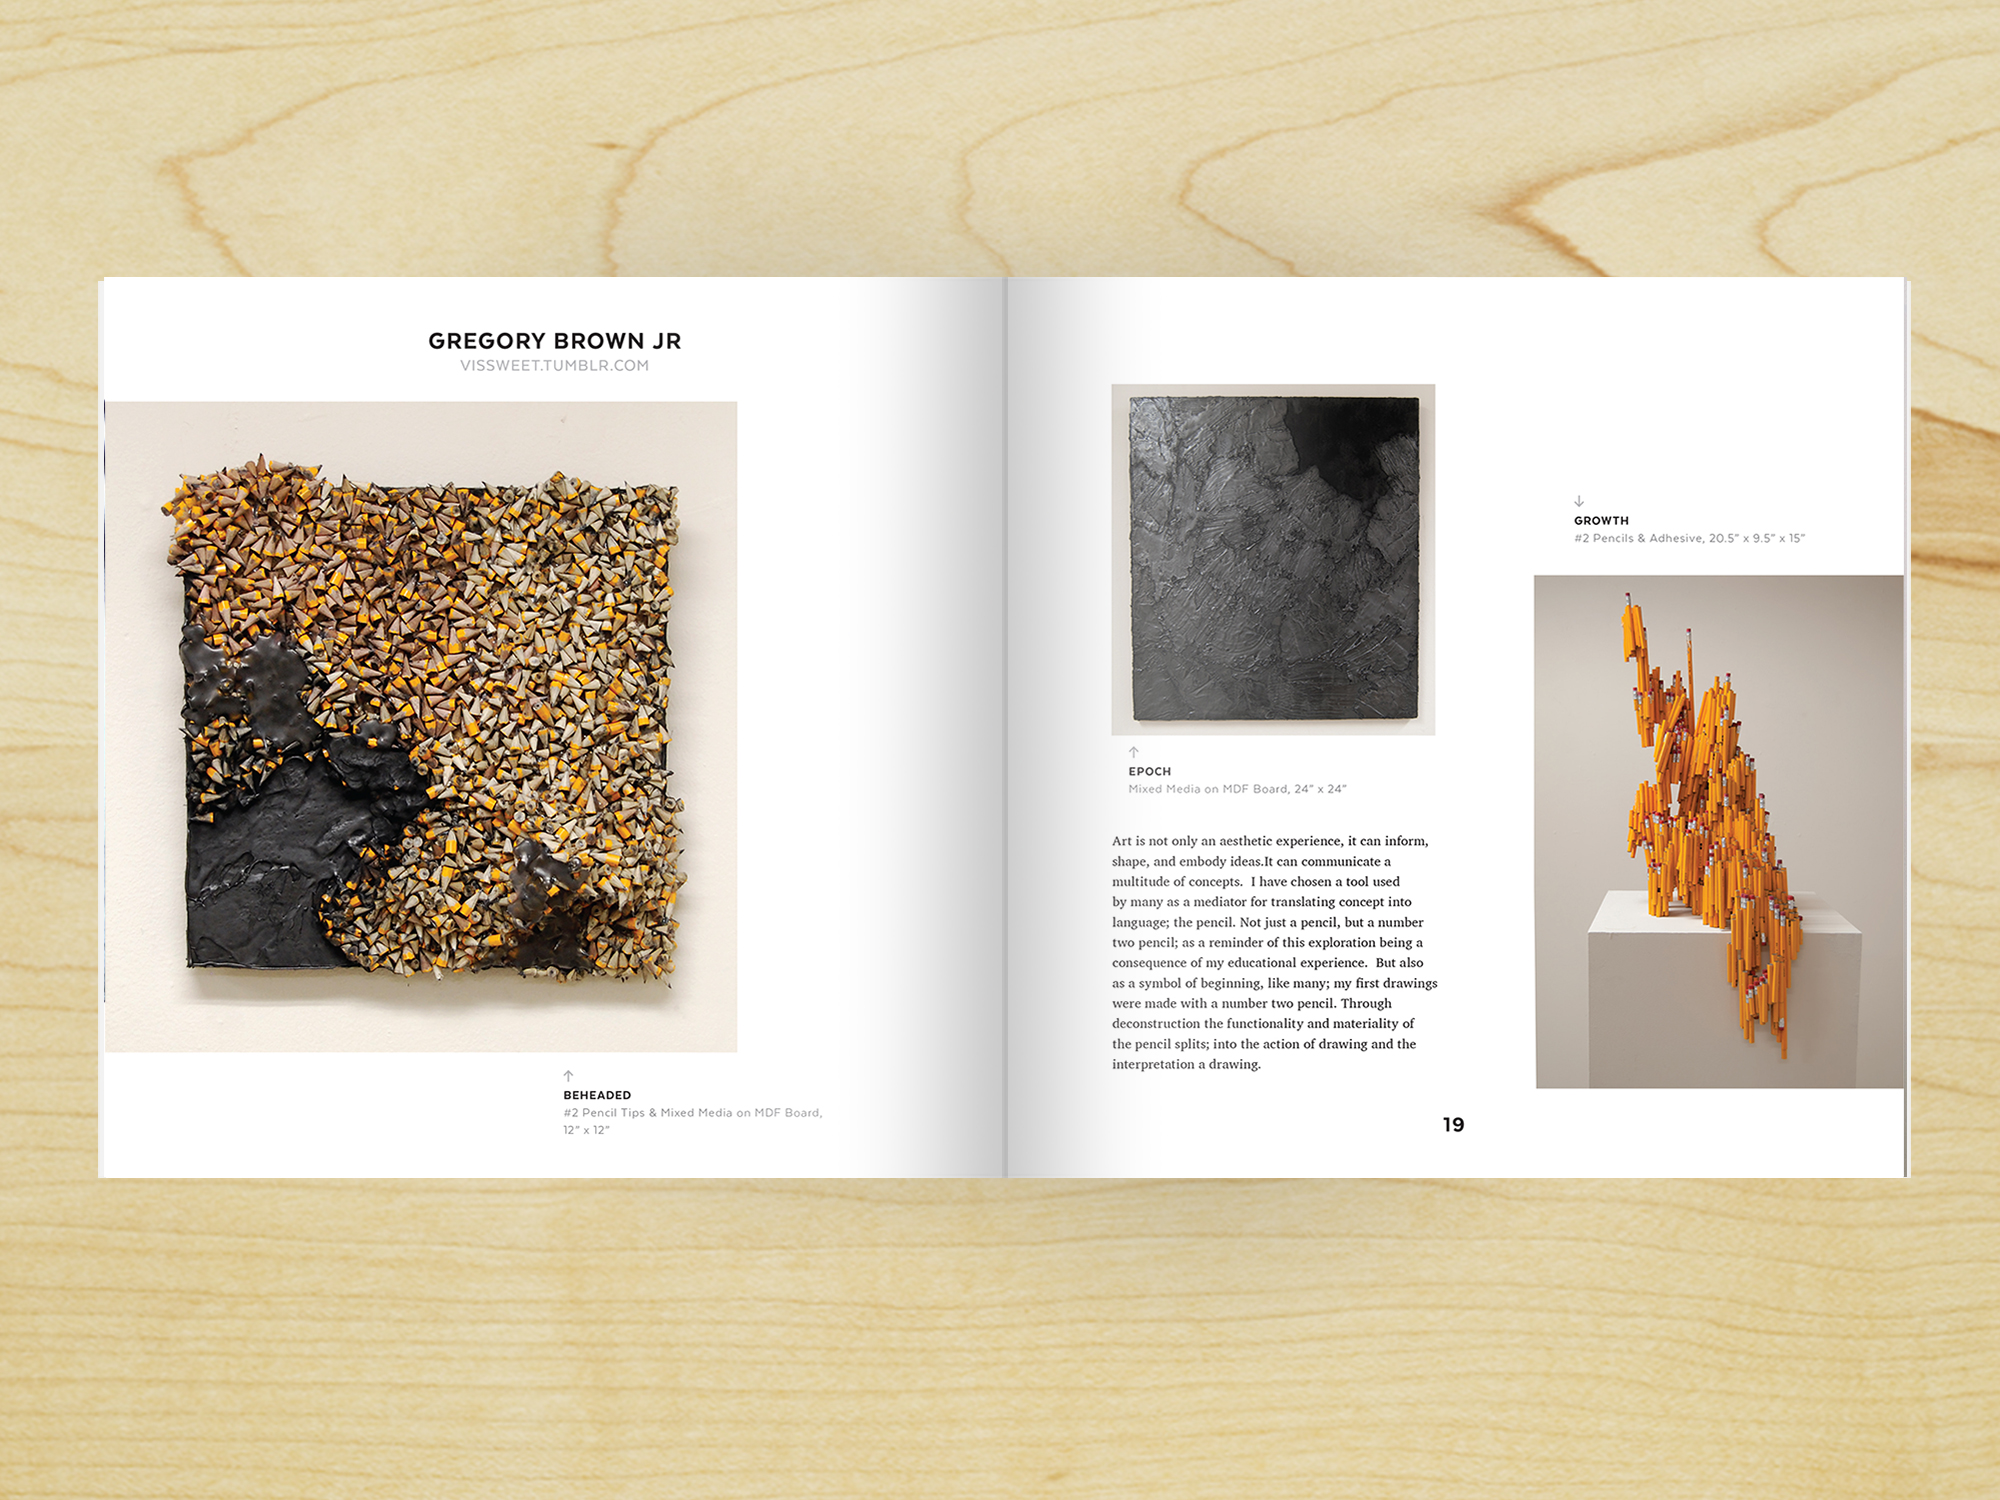 GREGORY BROWN JR
VISSWEET.TUMBLR.COM
↑
BEHEADED
#2 Pencil Tips & Mixed Media on MDF Board,
12" x 12"
↑
EPOCH
Mixed Media on MDF Board, 24" x 24"
Art is not only an aesthetic experience, it can inform,
shape, and embody ideas.It can communicate a
multitude of concepts.  I have chosen a tool used
by many as a mediator for translating concept into
language; the pencil. Not just a pencil, but a number
two pencil; as a reminder of this exploration being a
consequence of my educational experience.  But also
as a symbol of beginning, like many; my first drawings
were made with a number two pencil. Through
deconstruction the functionality and materiality of
the pencil splits; into the action of drawing and the
interpretation a drawing.
↓
GROWTH
#2 Pencils & Adhesive, 20.5" x 9.5" x 15"
19